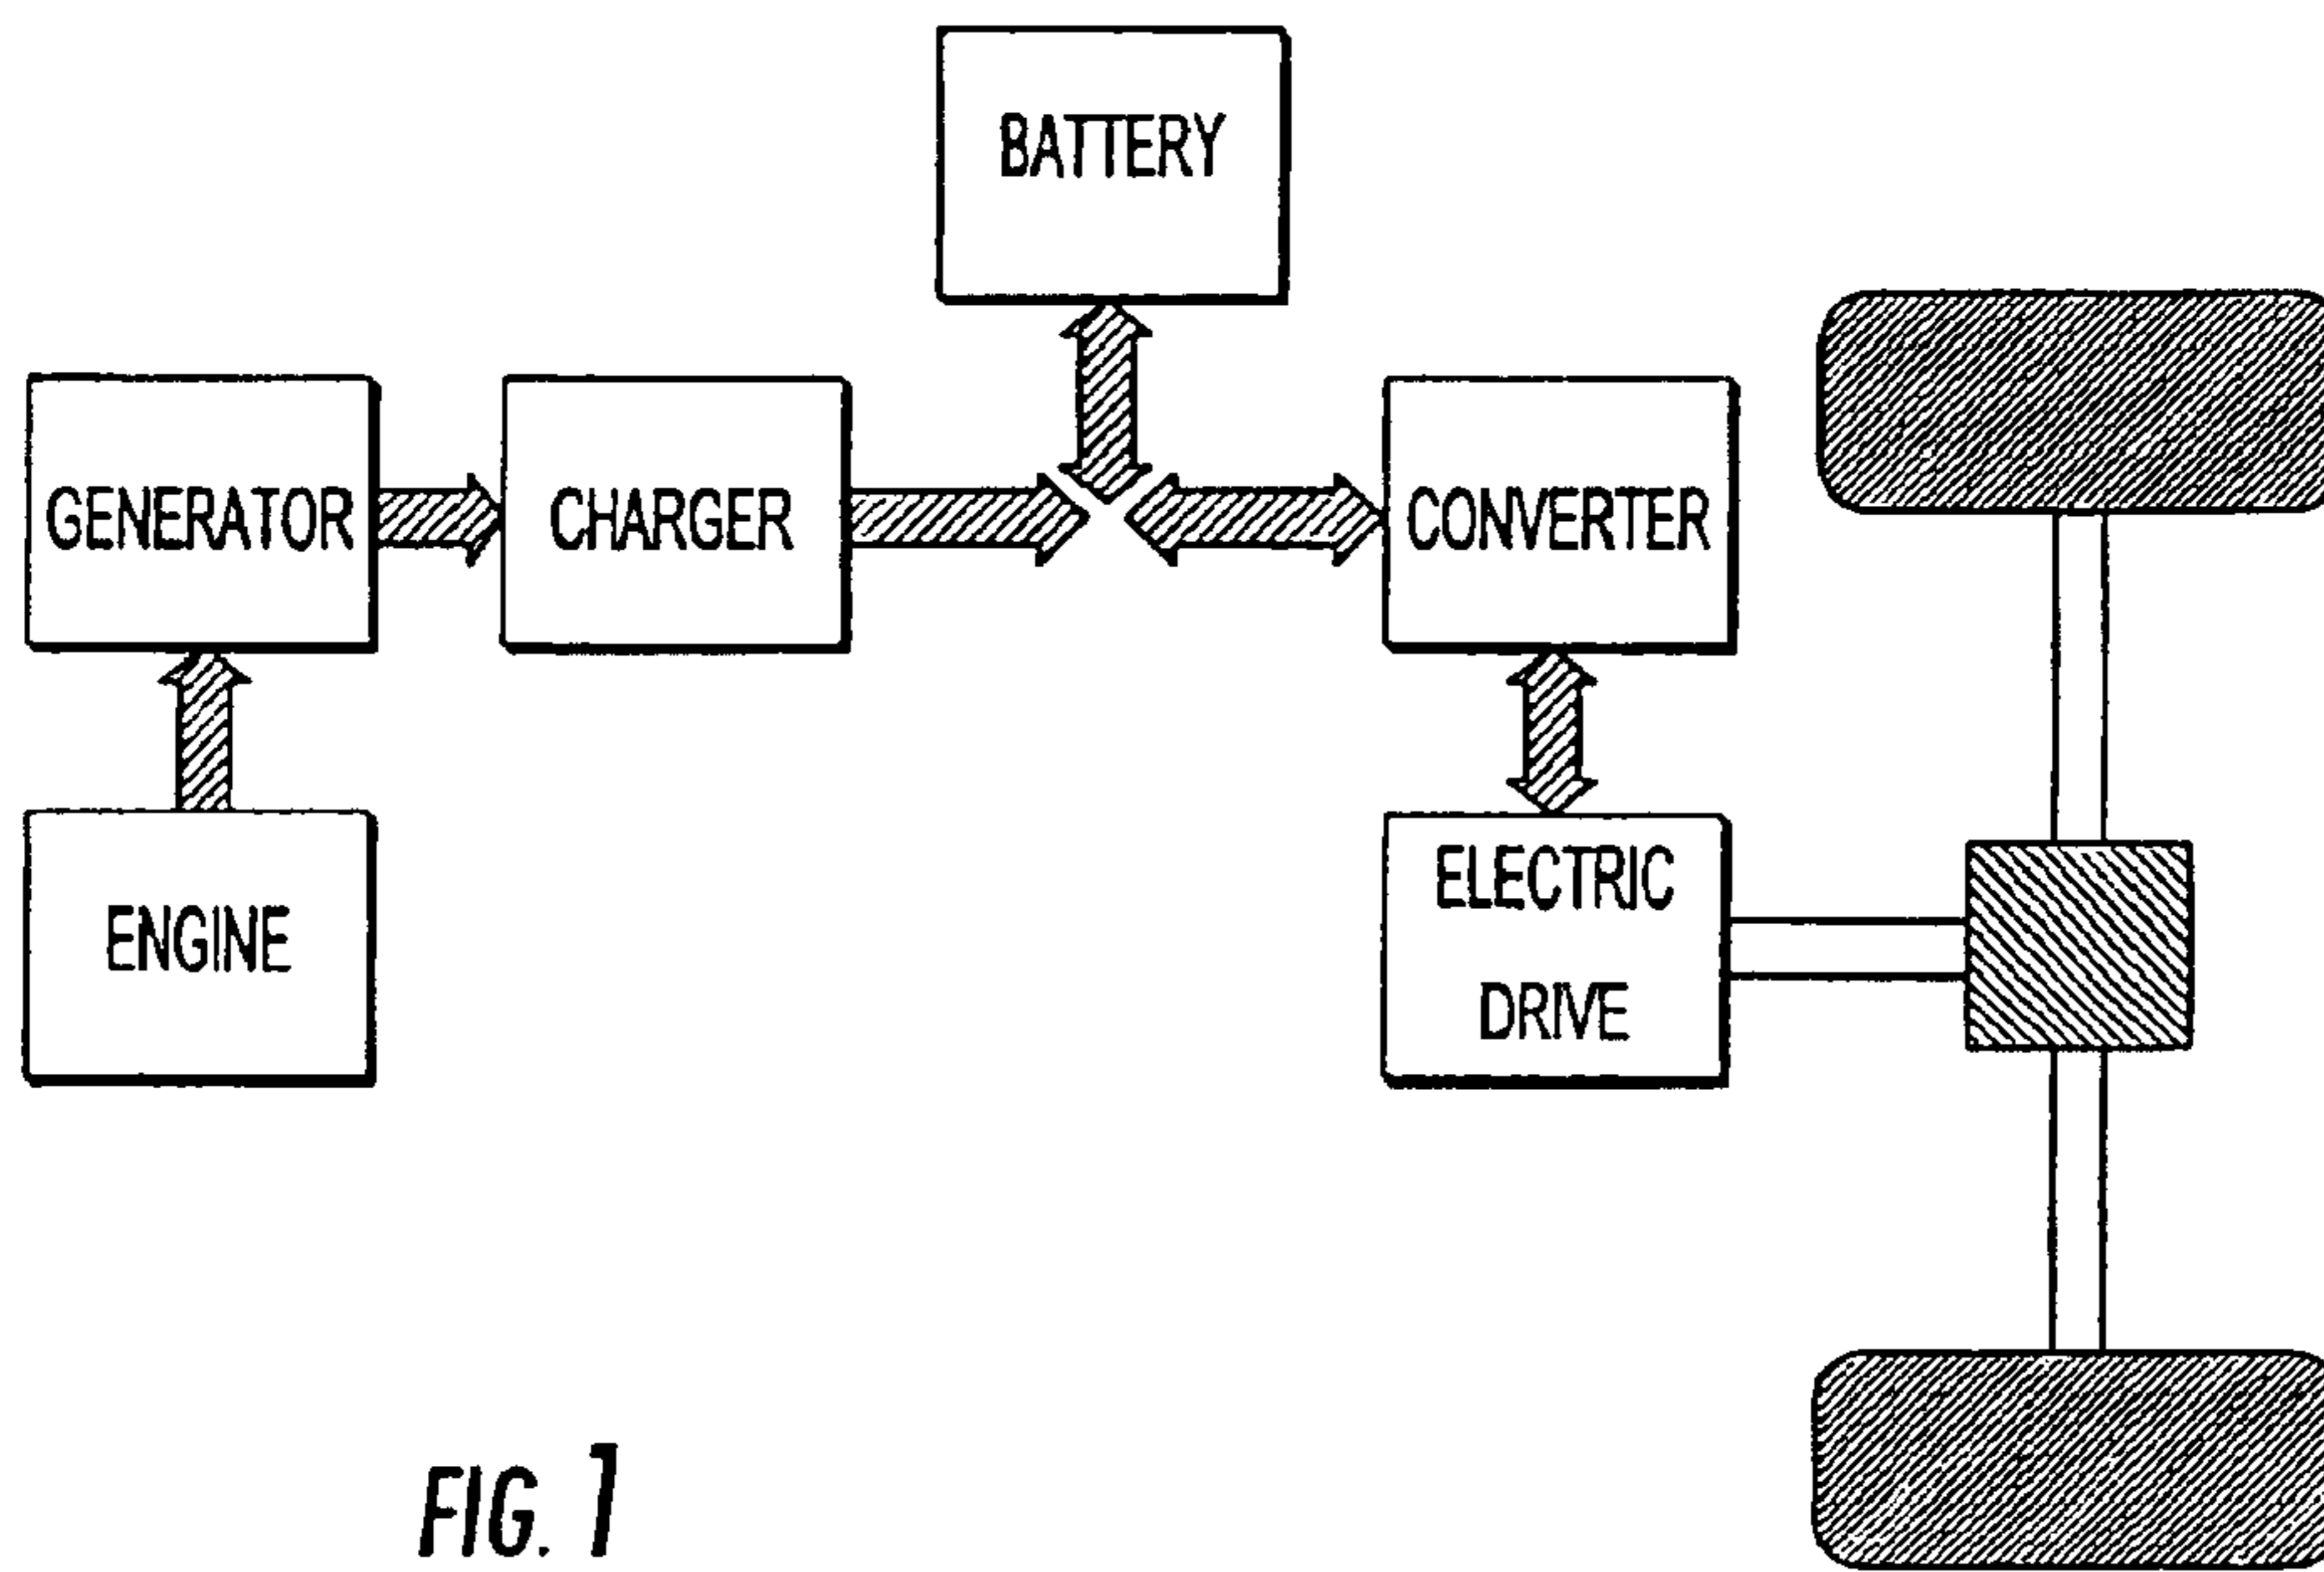 BATTERY
GENERATOR
CHARGER
CONVERTER
ENGINE
ELECTRIC
DRIVE
FIG. 1